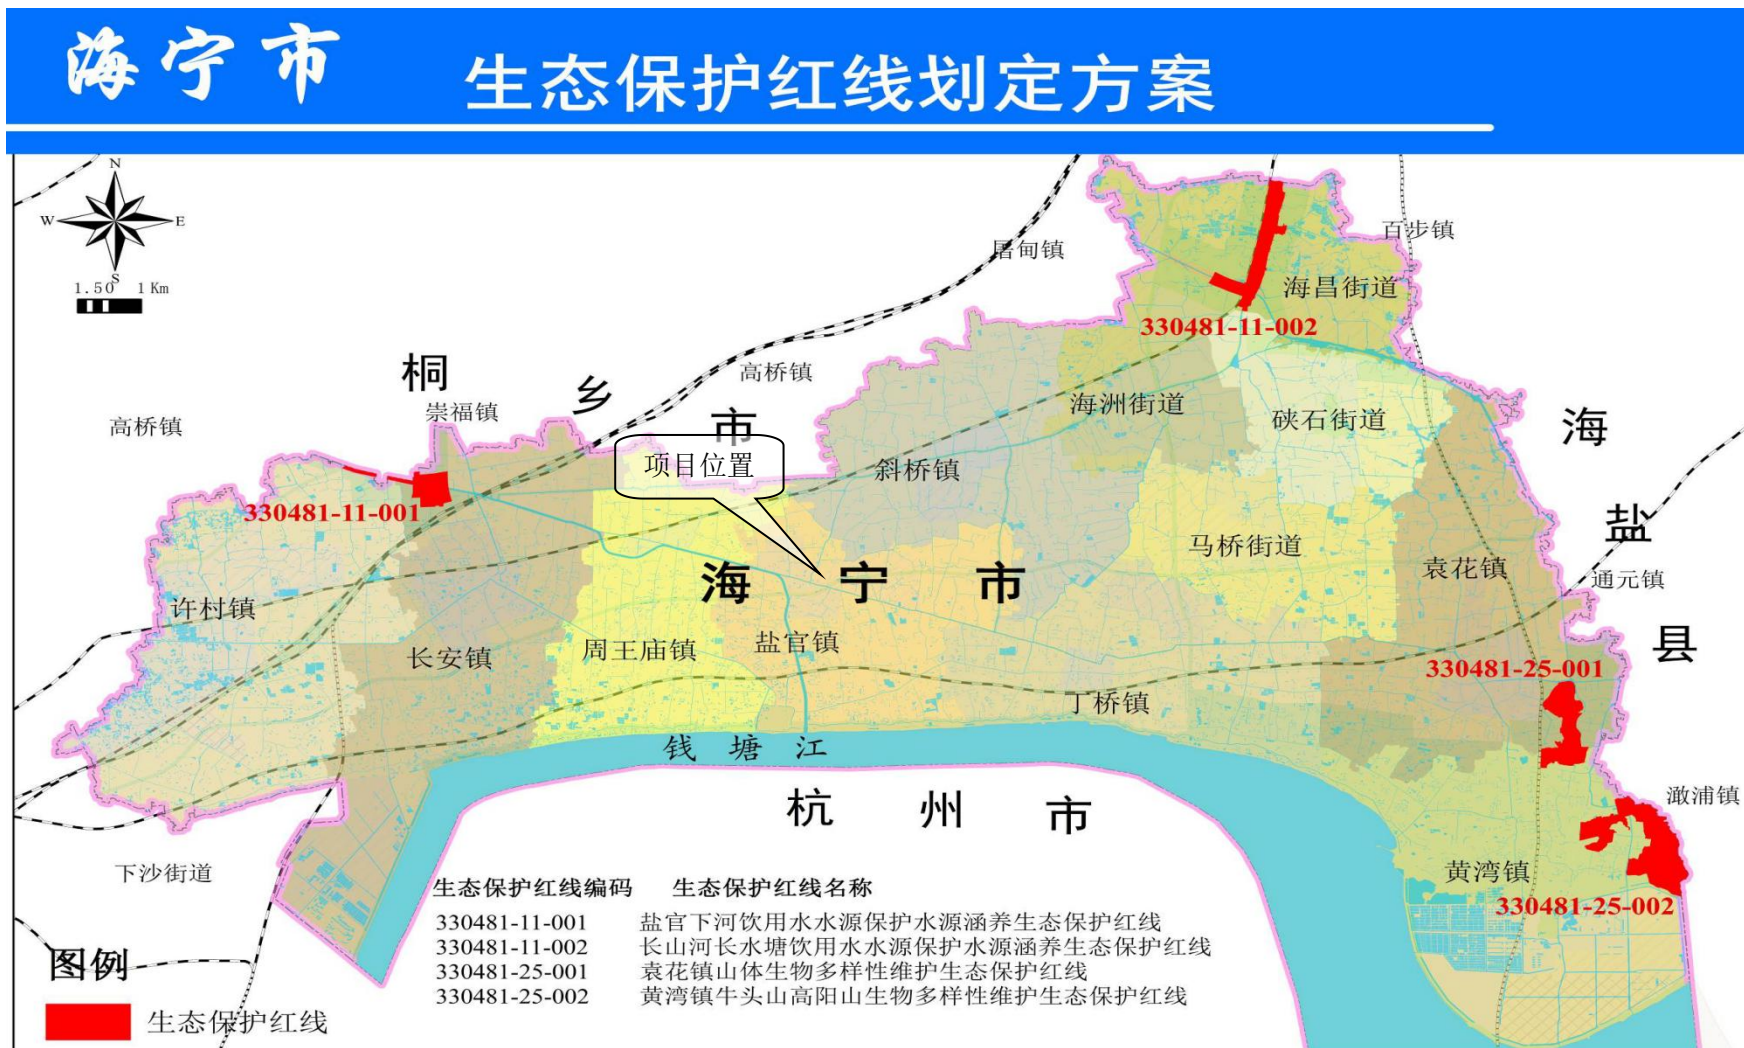 海宁市 生态保护红线划定方案
N
W E
S
1.50 1 Km
屠甸镇
百步镇
海昌街道
330481-11-002
桐乡市
高桥镇
崇福镇
高桥镇
海洲街道
硖石街道
海盐县
项目位置
斜桥镇
330481-11-001
马桥街道
袁花镇
通元镇
海宁市
许村镇
长安镇
周王庙镇
盐官镇
330481-25-001
丁桥镇
钱塘江
杭州市
澉浦镇
下沙街道
黄湾镇
330481-25-002
生态保护红线编码 生态保护红线名称
330481-11-001 盐官下河饮用水水源保护水源涵养生态保护红线
330481-11-002 长山河长水塘饮用水水源保护水源涵养生态保护红线
330481-25-001 袁花镇山体生物多样性维护生态保护红线
330481-25-002 黄湾镇牛头山高阳山生物多样性维护生态保护红线
图例
生态保护红线